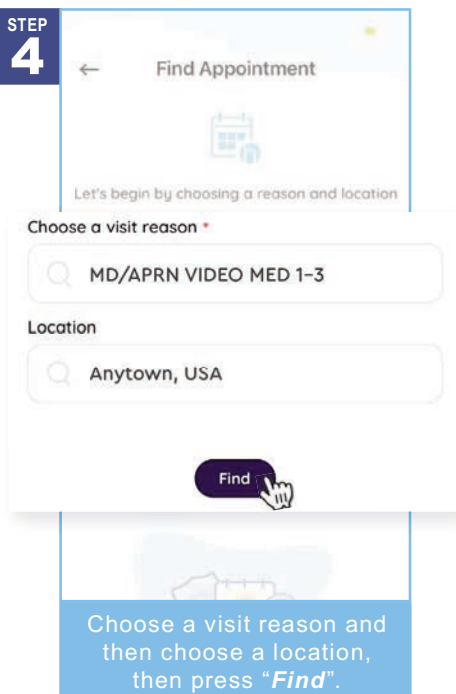 STEP
4
Find Appointment
Let's begin by choosing a reason and location
Choose a visit reason *
MD/APRN VIDEO MED 1-3
Location
Anytown, USA
Find
Choose a visit reason and
then choose a location,
then press “Find”.